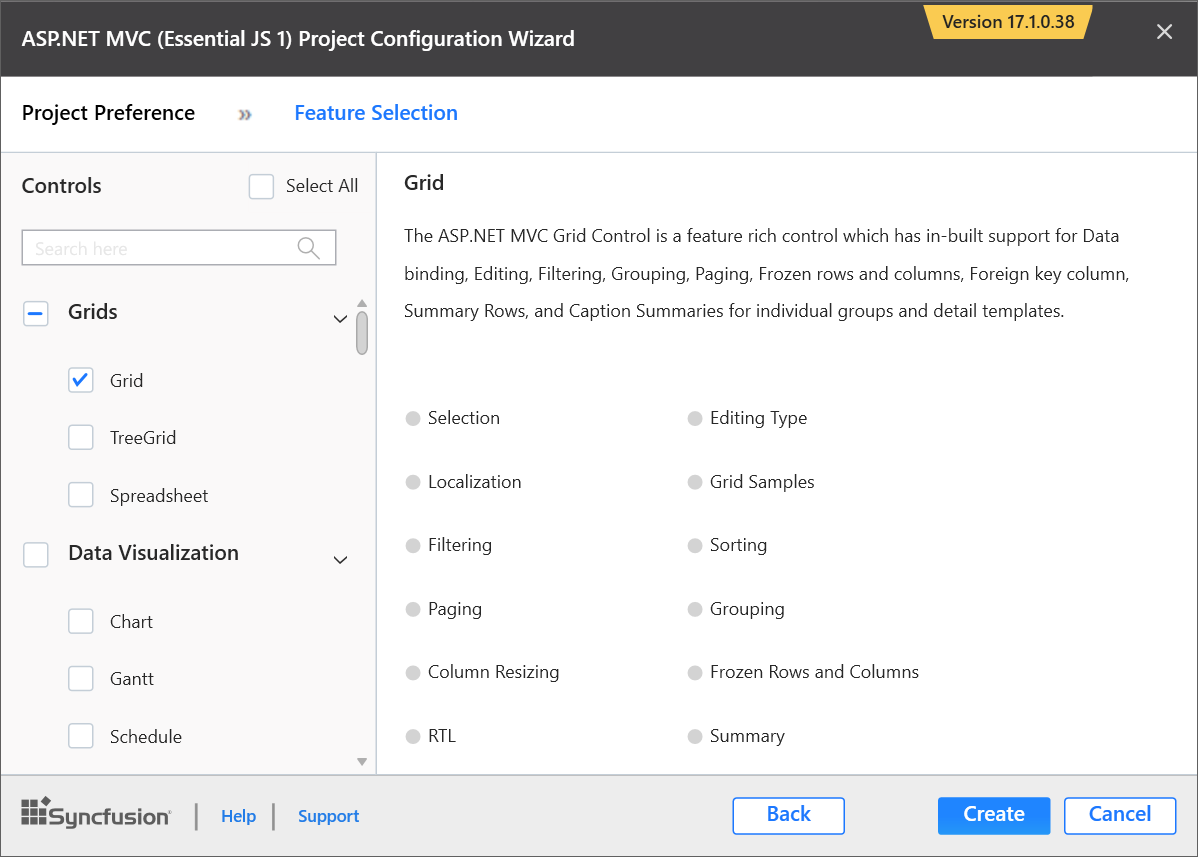 ASP.NET MVC (Essential JS 1) Project Configuration Wizard
Version 17.1.0.38
Project Preference
Feature Selection
Controls
Select All
Search here
Grids
Grid
TreeGrid
Spreadsheet
Data Visualization
Chart
Gantt
Schedule
Grid
The ASP.NET MVC Grid Control is a feature rich control which has in-built support for Data
binding, Editing, Filtering, Grouping, Paging, Frozen rows and columns, Foreign key column,
Summary Rows, and Caption Summaries for individual groups and detail templates.
Selection
Editing Type
Localization
Grid Samples
Filtering
Sorting
Paging
Grouping
Column Resizing
Frozen Rows and Columns
RTL
Summary
Syncfusion
Help
Support
Back
Create
Cancel